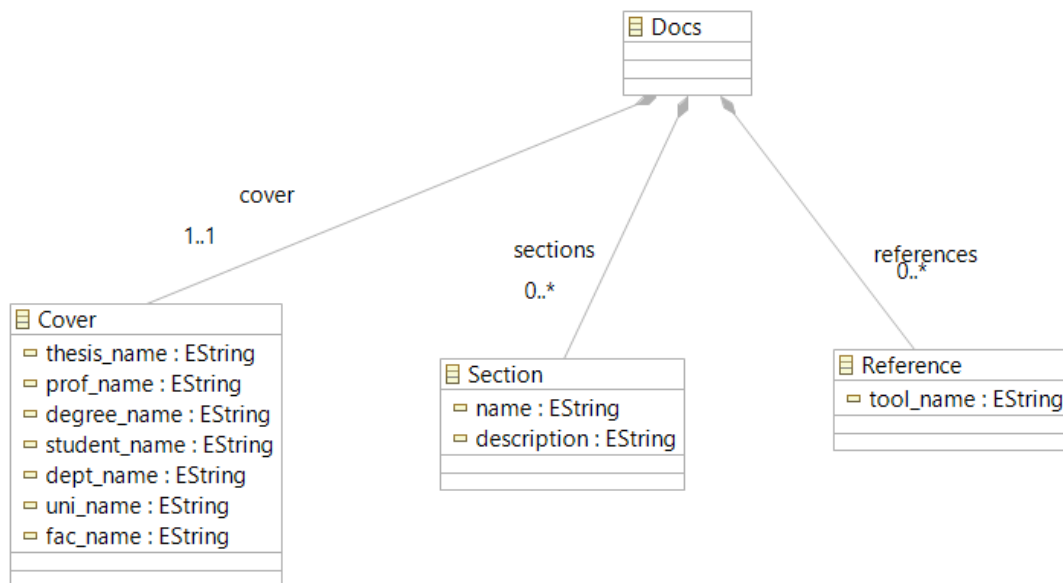 Docs
cover
1..1
sections
0..*
references
0..*
Cover
thesis_name : EString
prof_name : EString
degree_name : EString
student_name : EString
dept_name : EString
uni_name : EString
fac_name : EString
Section
name : EString
description : EString
Reference
tool_name : EString